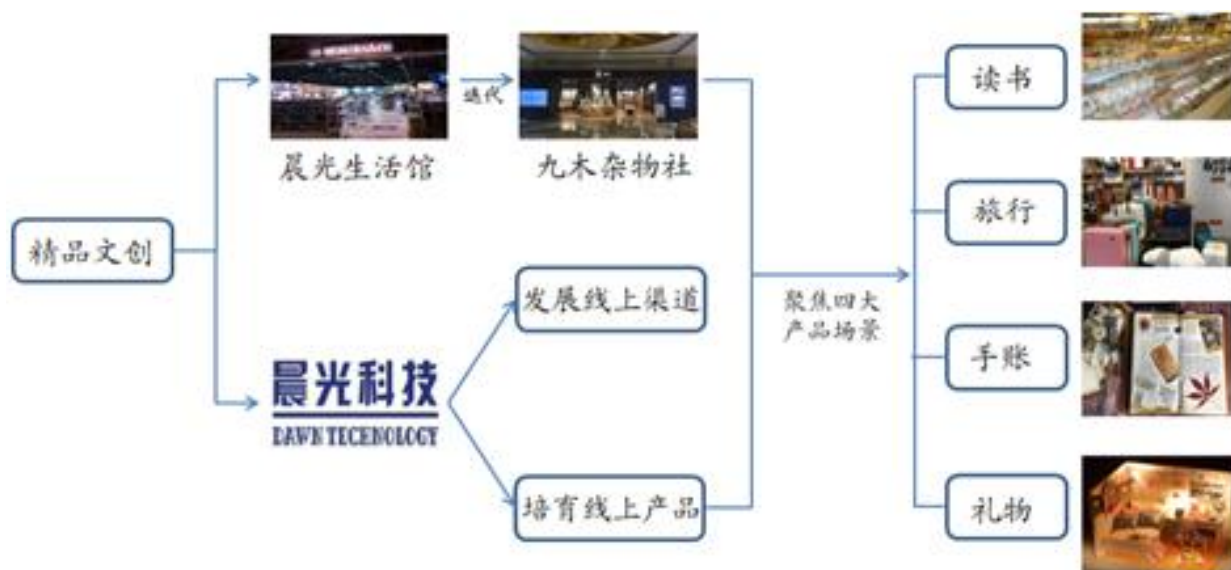 晨光生活馆
迭代
九木杂物社
精品文创
发展线上渠道
晨光科技
DAWN TECENOLOGY
培育线上产品
聚焦四大
产品场景
读书
旅行
手账
礼物